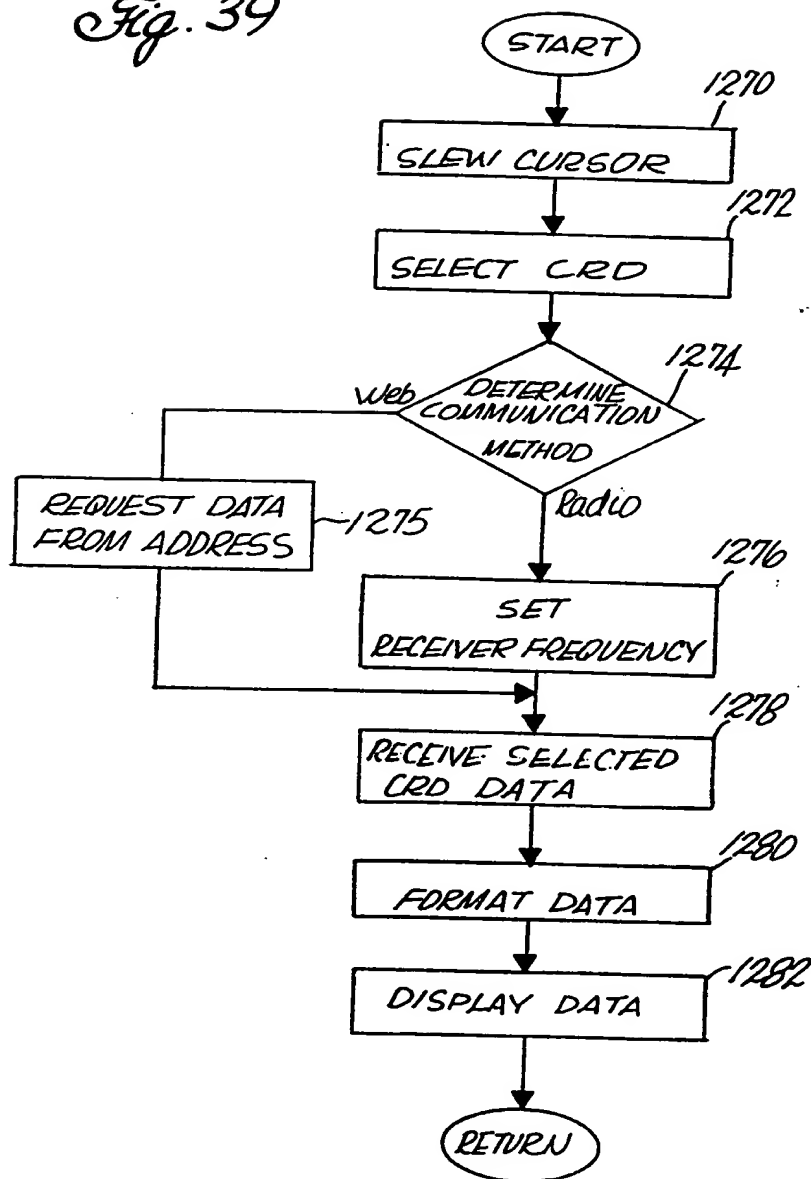 Fig. 39
START
1270
SLEW CURSOR
1272
SELECT CRD
1274
Web
DETERMINE
COMMUNICATION
METHOD
Radio
REQUEST DATA
FROM ADDRESS
1275
1276
SET
RECEIVER FREQUENCY
1278
RECEIVE SELECTED
CRD DATA
1280
FORMAT DATA
1282
DISPLAY DATA
RETURN